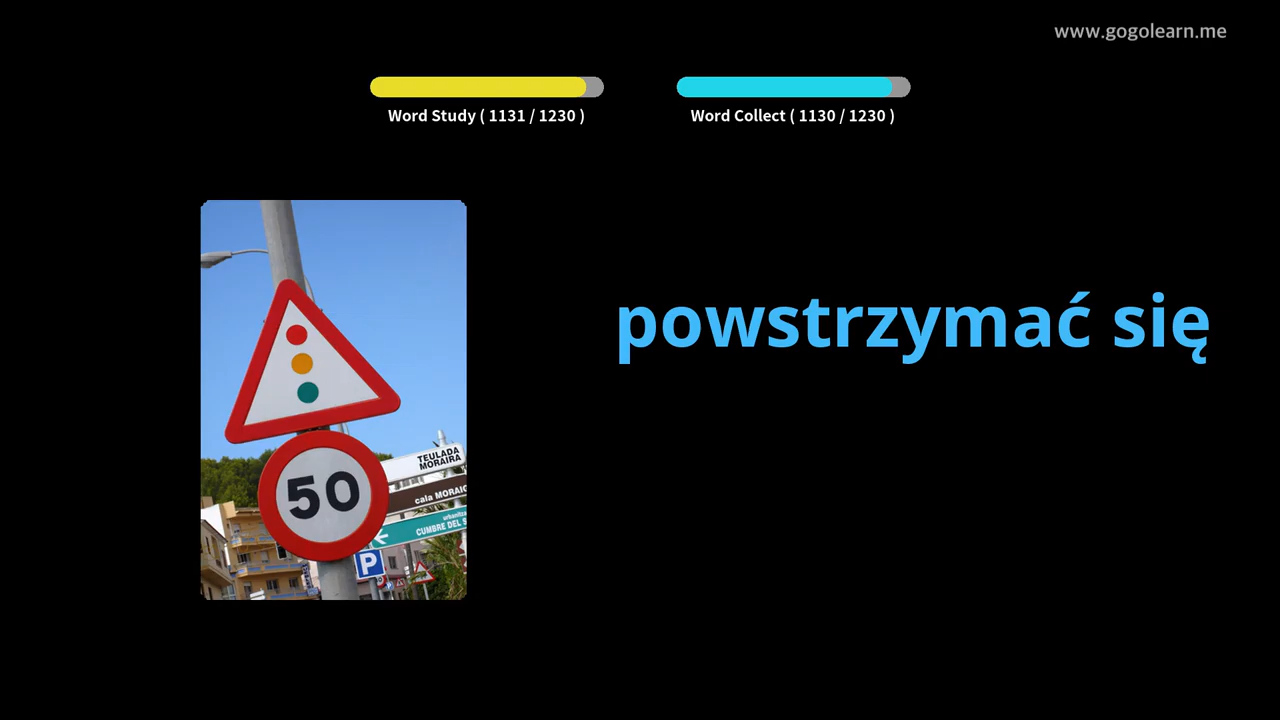 www.gogolearn.me
Word Study ( 1131 / 1230 )
Word Collect ( 1130 / 1230 )
powstrzymać się
50
TEULADA
MORAIRA
cala
CUMBRE DEL
P